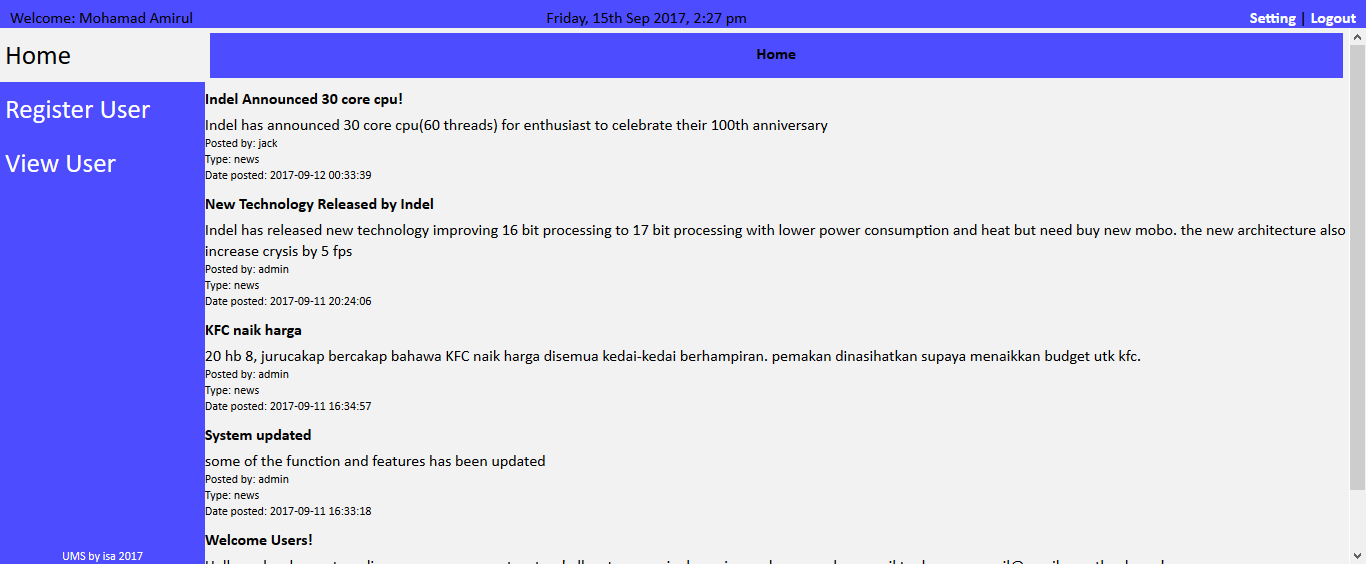 Welcome: Mohamad Amirul
Friday, 15th Sep 2017, 2:27 pm
Setting | Logout
Home
Register User
View User
UMS by isa 2017
Home
Indel Announced 30 core cpu!
Indel has announced 30 core cpu(60 threads) for enthusiast to celebrate their 100th anniversary
Posted by: jack
Type: news
Date posted: 2017-09-12 00:33:39
New Technology Released by Indel
Indel has released new technology improving 16 bit processing to 17 bit processing with lower power consumption and heat but need buy new mobo. the new architecture also
increase crysis by 5 fps
Posted by: admin
Type: news
Date posted: 2017-09-11 20:24:06
KFC naik harga
20 hb 8, jurucakap bercakap bahawa KFC naik harga disemua kedai-kedai berhampiran. pemakan dinasihatkan supaya menaikkan budget utk kfc.
Posted by: admin
Type: news
Date posted: 2017-09-11 16:34:57
System updated
some of the function and features has been updated
Posted by: admin
Type: news
Date posted: 2017-09-11 16:33:18
Welcome Users!